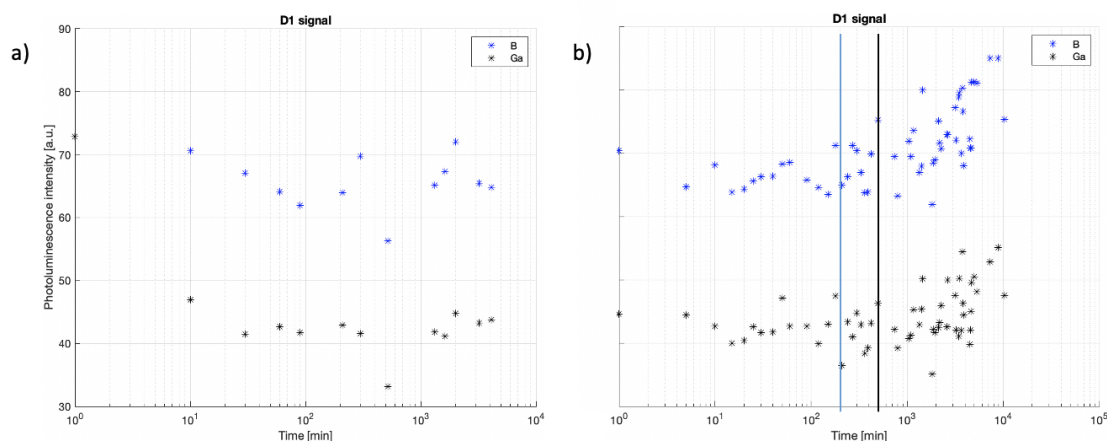 a)
D1 signal
B
Ga
Photoluminescence intensity [a.u.]
90
80
70
60
50
40
30
10^0
10^1
10^2
10^3
10^4
Time [min]
b)
D1 signal
B
Ga
10^0
10^1
10^2
10^3
10^4
10^5
Time [min]